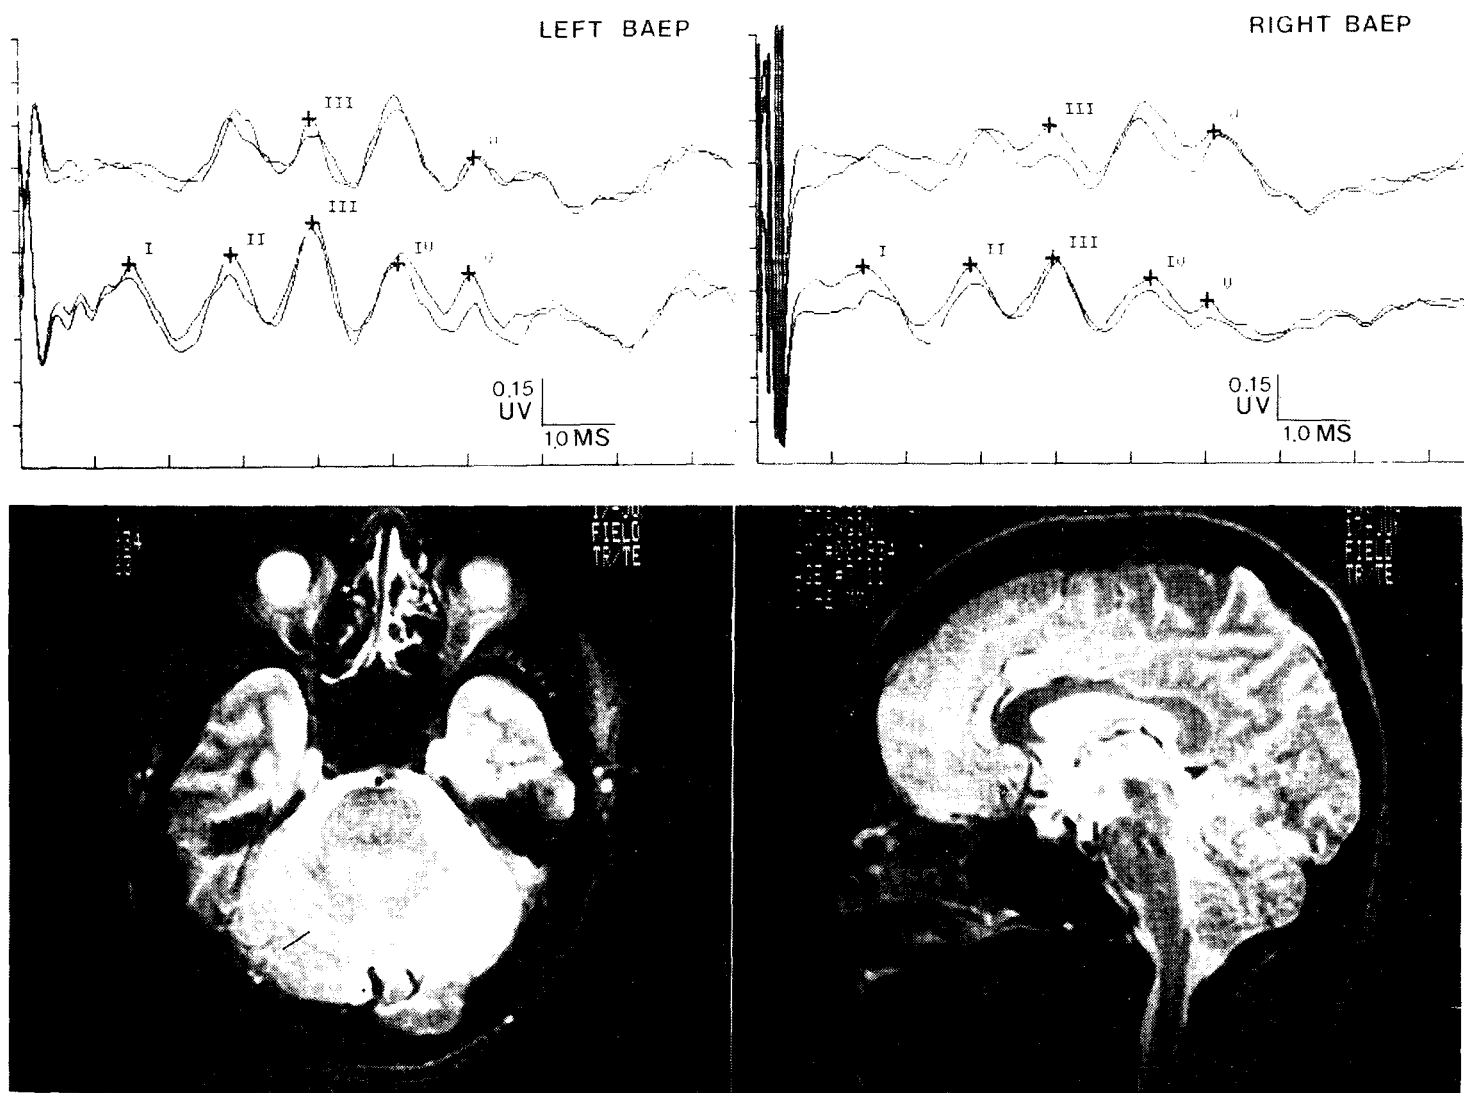 LEFT BAEP
III
V
I
II
III
IV
V
0.15
UV
1.0 MS
RIGHT BAEP
III
V
I
II
III
IV
V
0.15
UV
1.0 MS
FIELD
TR/TE
FIELD
TR/TE